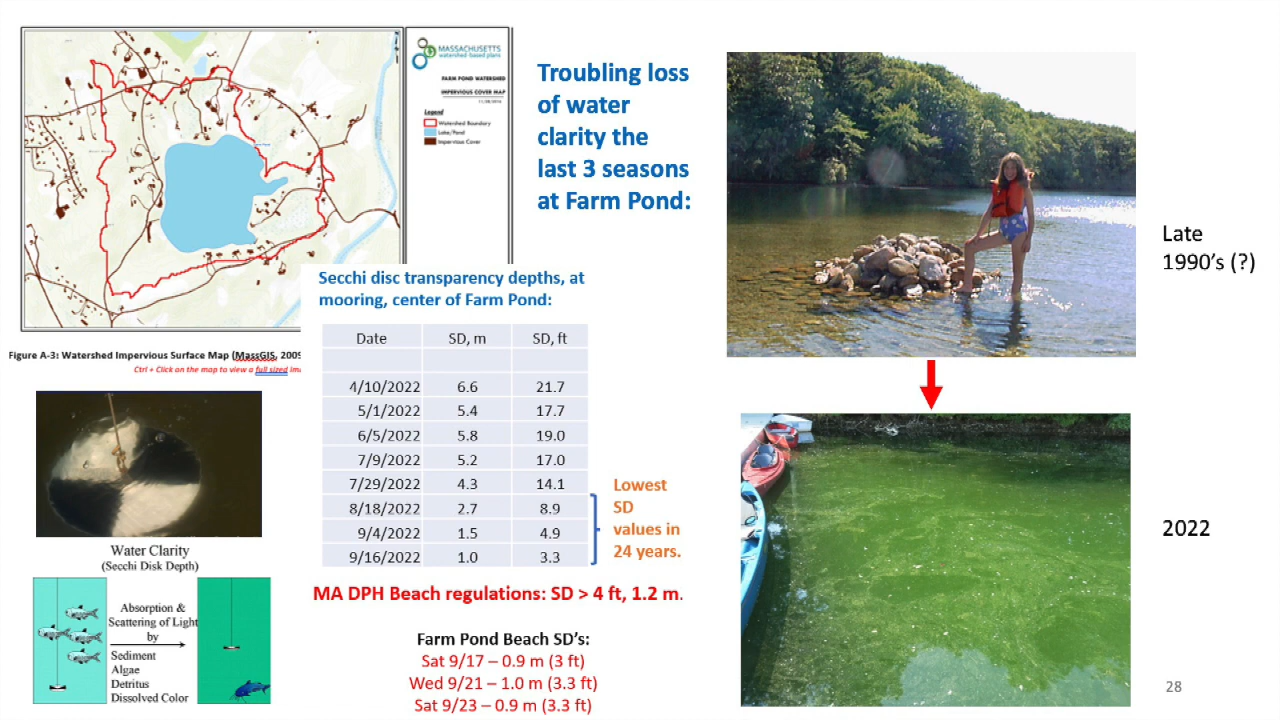 MASSACHUSETTS
watershed-based plans
FARM POND WATERSHED
IMPERVIOUS COVER MAP
Legend
Watershed Boundary
Lake/Pond
Impervious Cover
Figure A-3: Watershed Impervious Surface Map (MassGIS, 2009
Ctrl + Click on the map to view a full sized
Troubling loss
of water
clarity the
last 3 seasons
at Farm Pond:
Secchi disc transparency depths, at
mooring, center of Farm Pond:
Date SD, m SD, ft
4/10/2022 6.6 21.7
5/1/2022 5.4 17.7
6/5/2022 5.8 19.0
7/9/2022 5.2 17.0
7/29/2022 4.3 14.1
8/18/2022 2.7 8.9
9/4/2022 1.5 4.9
9/16/2022 1.0 3.3
Lowest
SD
values in
24 years.
MA DPH Beach regulations: SD > 4 ft, 1.2 m.
Farm Pond Beach SD's:
Sat 9/17 – 0.9 m (3 ft)
Wed 9/21 – 1.0 m (3.3 ft)
Sat 9/23 – 0.9 m (3.3 ft)
Water Clarity
(Secchi Disk Depth)
Absorption &
Scattering of Light
by
Sediment
Algae
Detritus
Dissolved Color
Late
1990's (?)
2022
28